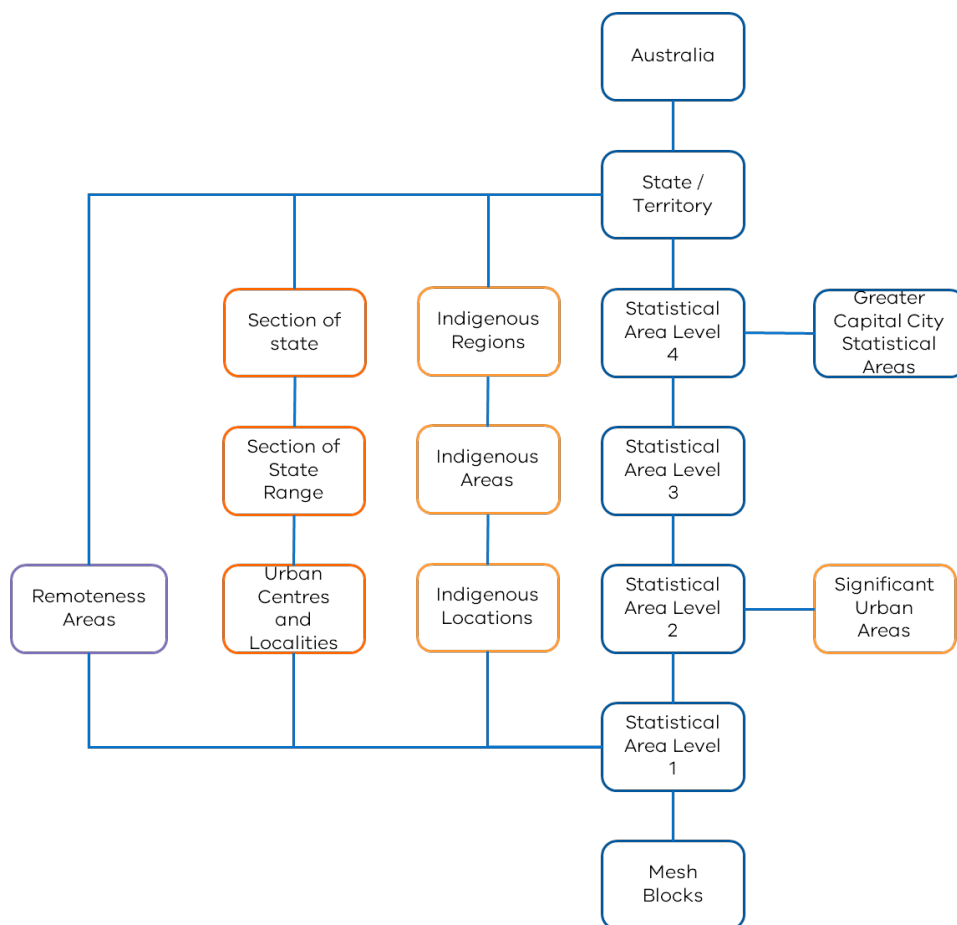 Australia
State /
Territory
Section of
state
Indigenous
Regions
Statistical
Area Level
4
Greater
Capital City
Statistical
Areas
Section of
State
Range
Indigenous
Areas
Statistical
Area Level
3
Remoteness
Areas
Urban
Centres
and
Localities
Indigenous
Locations
Statistical
Area Level
2
Significant
Urban
Areas
Statistical
Area Level
1
Mesh
Blocks